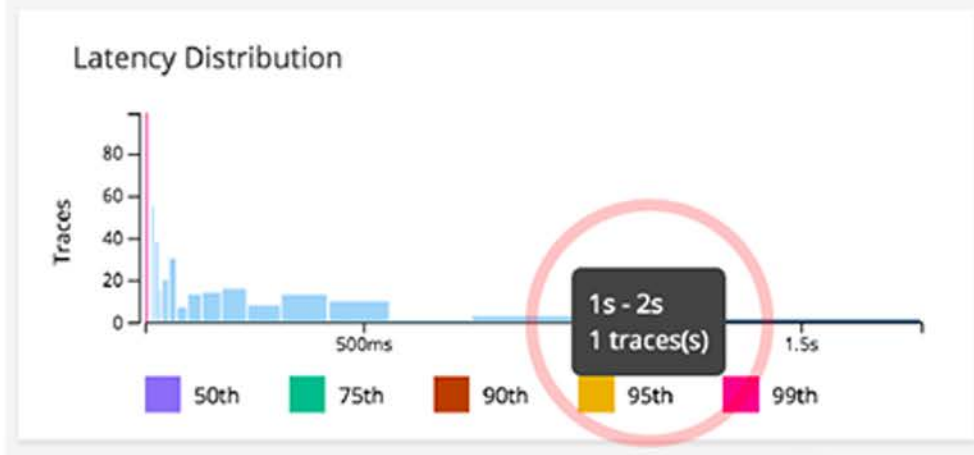 Latency Distribution
Traces
80
60
40
20
0
500ms
1.5s
1s - 2s
1 traces(s)
50th 75th 90th 95th 99th